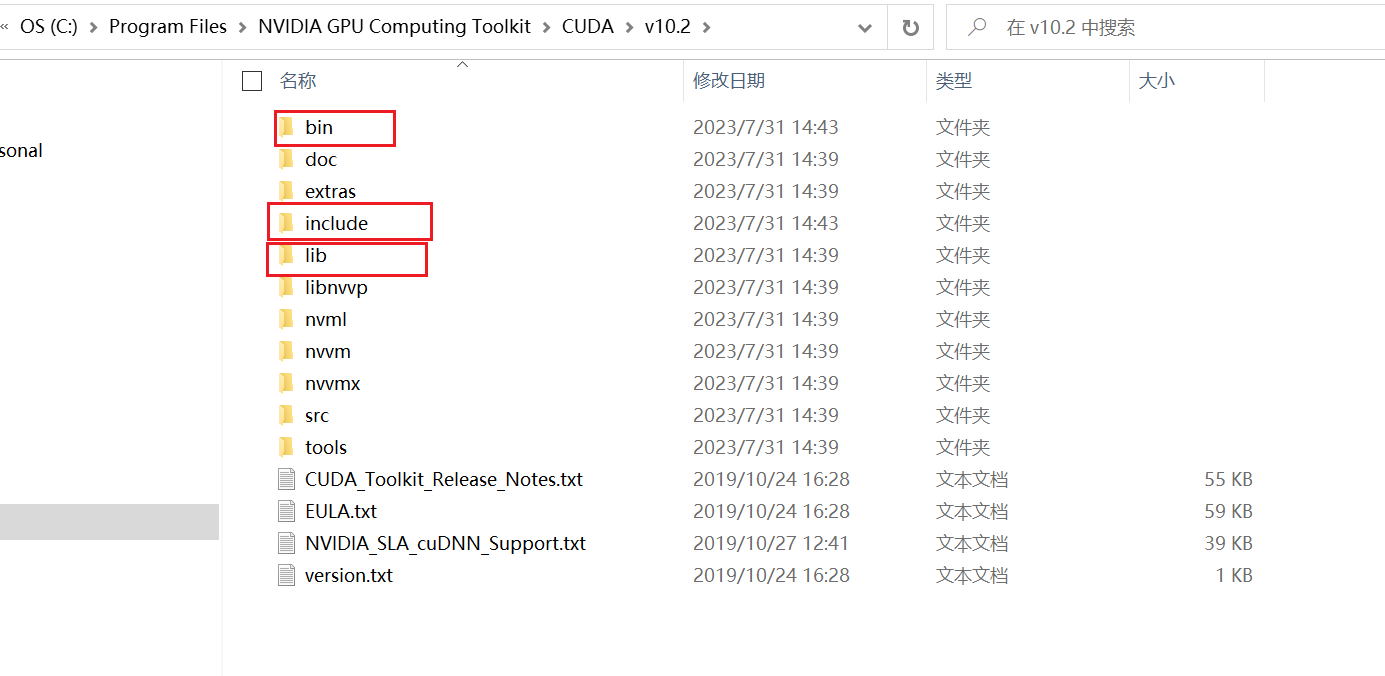 « OS (C:) > Program Files > NVIDIA GPU Computing Toolkit > CUDA > v10.2 > 在 v10.2 中搜索
名称 修改日期 类型 大小
bin 2023/7/31 14:43 文件夹
sonal
doc 2023/7/31 14:39 文件夹
extras 2023/7/31 14:39 文件夹
include 2023/7/31 14:43 文件夹
lib 2023/7/31 14:39 文件夹
libnvvp 2023/7/31 14:39 文件夹
nvml 2023/7/31 14:39 文件夹
nvvm 2023/7/31 14:39 文件夹
nvvmx 2023/7/31 14:39 文件夹
src 2023/7/31 14:39 文件夹
tools 2023/7/31 14:39 文件夹
CUDA_Toolkit_Release_Notes.txt 2019/10/24 16:28 文本文档 55 KB
EULA.txt 2019/10/24 16:28 文本文档 59 KB
NVIDIA_SLA_cuDNN_Support.txt 2019/10/27 12:41 文本文档 39 KB
version.txt 2019/10/24 16:28 文本文档 1 KB